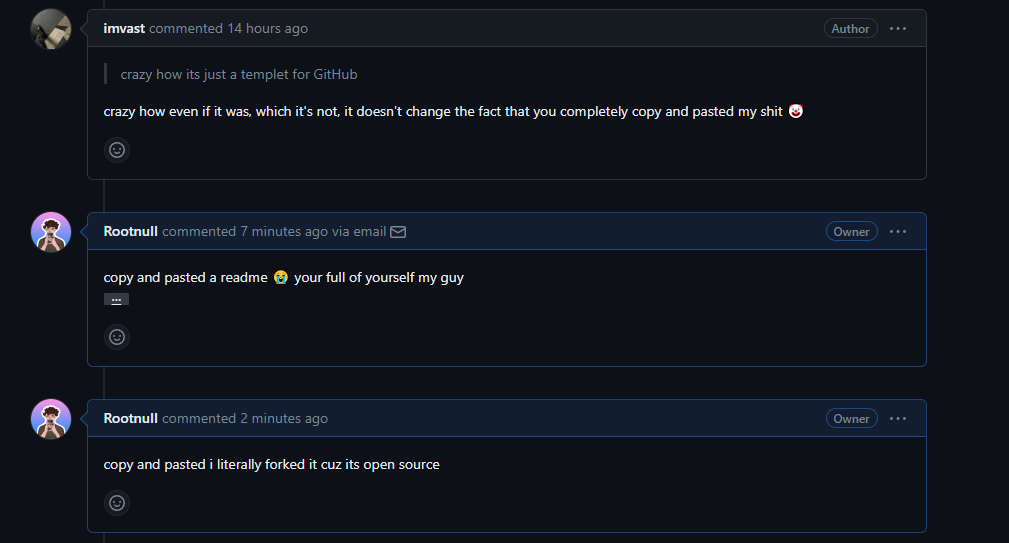 imvast commented 14 hours ago Author
crazy how its just a templet for GitHub
crazy how even if it was, which it's not, it doesn't change the fact that you completely copy and pasted my shit 🤡
Rootnull commented 7 minutes ago via email Owner
copy and pasted a readme 😭 your full of yourself my guy
...
Rootnull commented 2 minutes ago Owner
copy and pasted i literally forked it cuz its open source